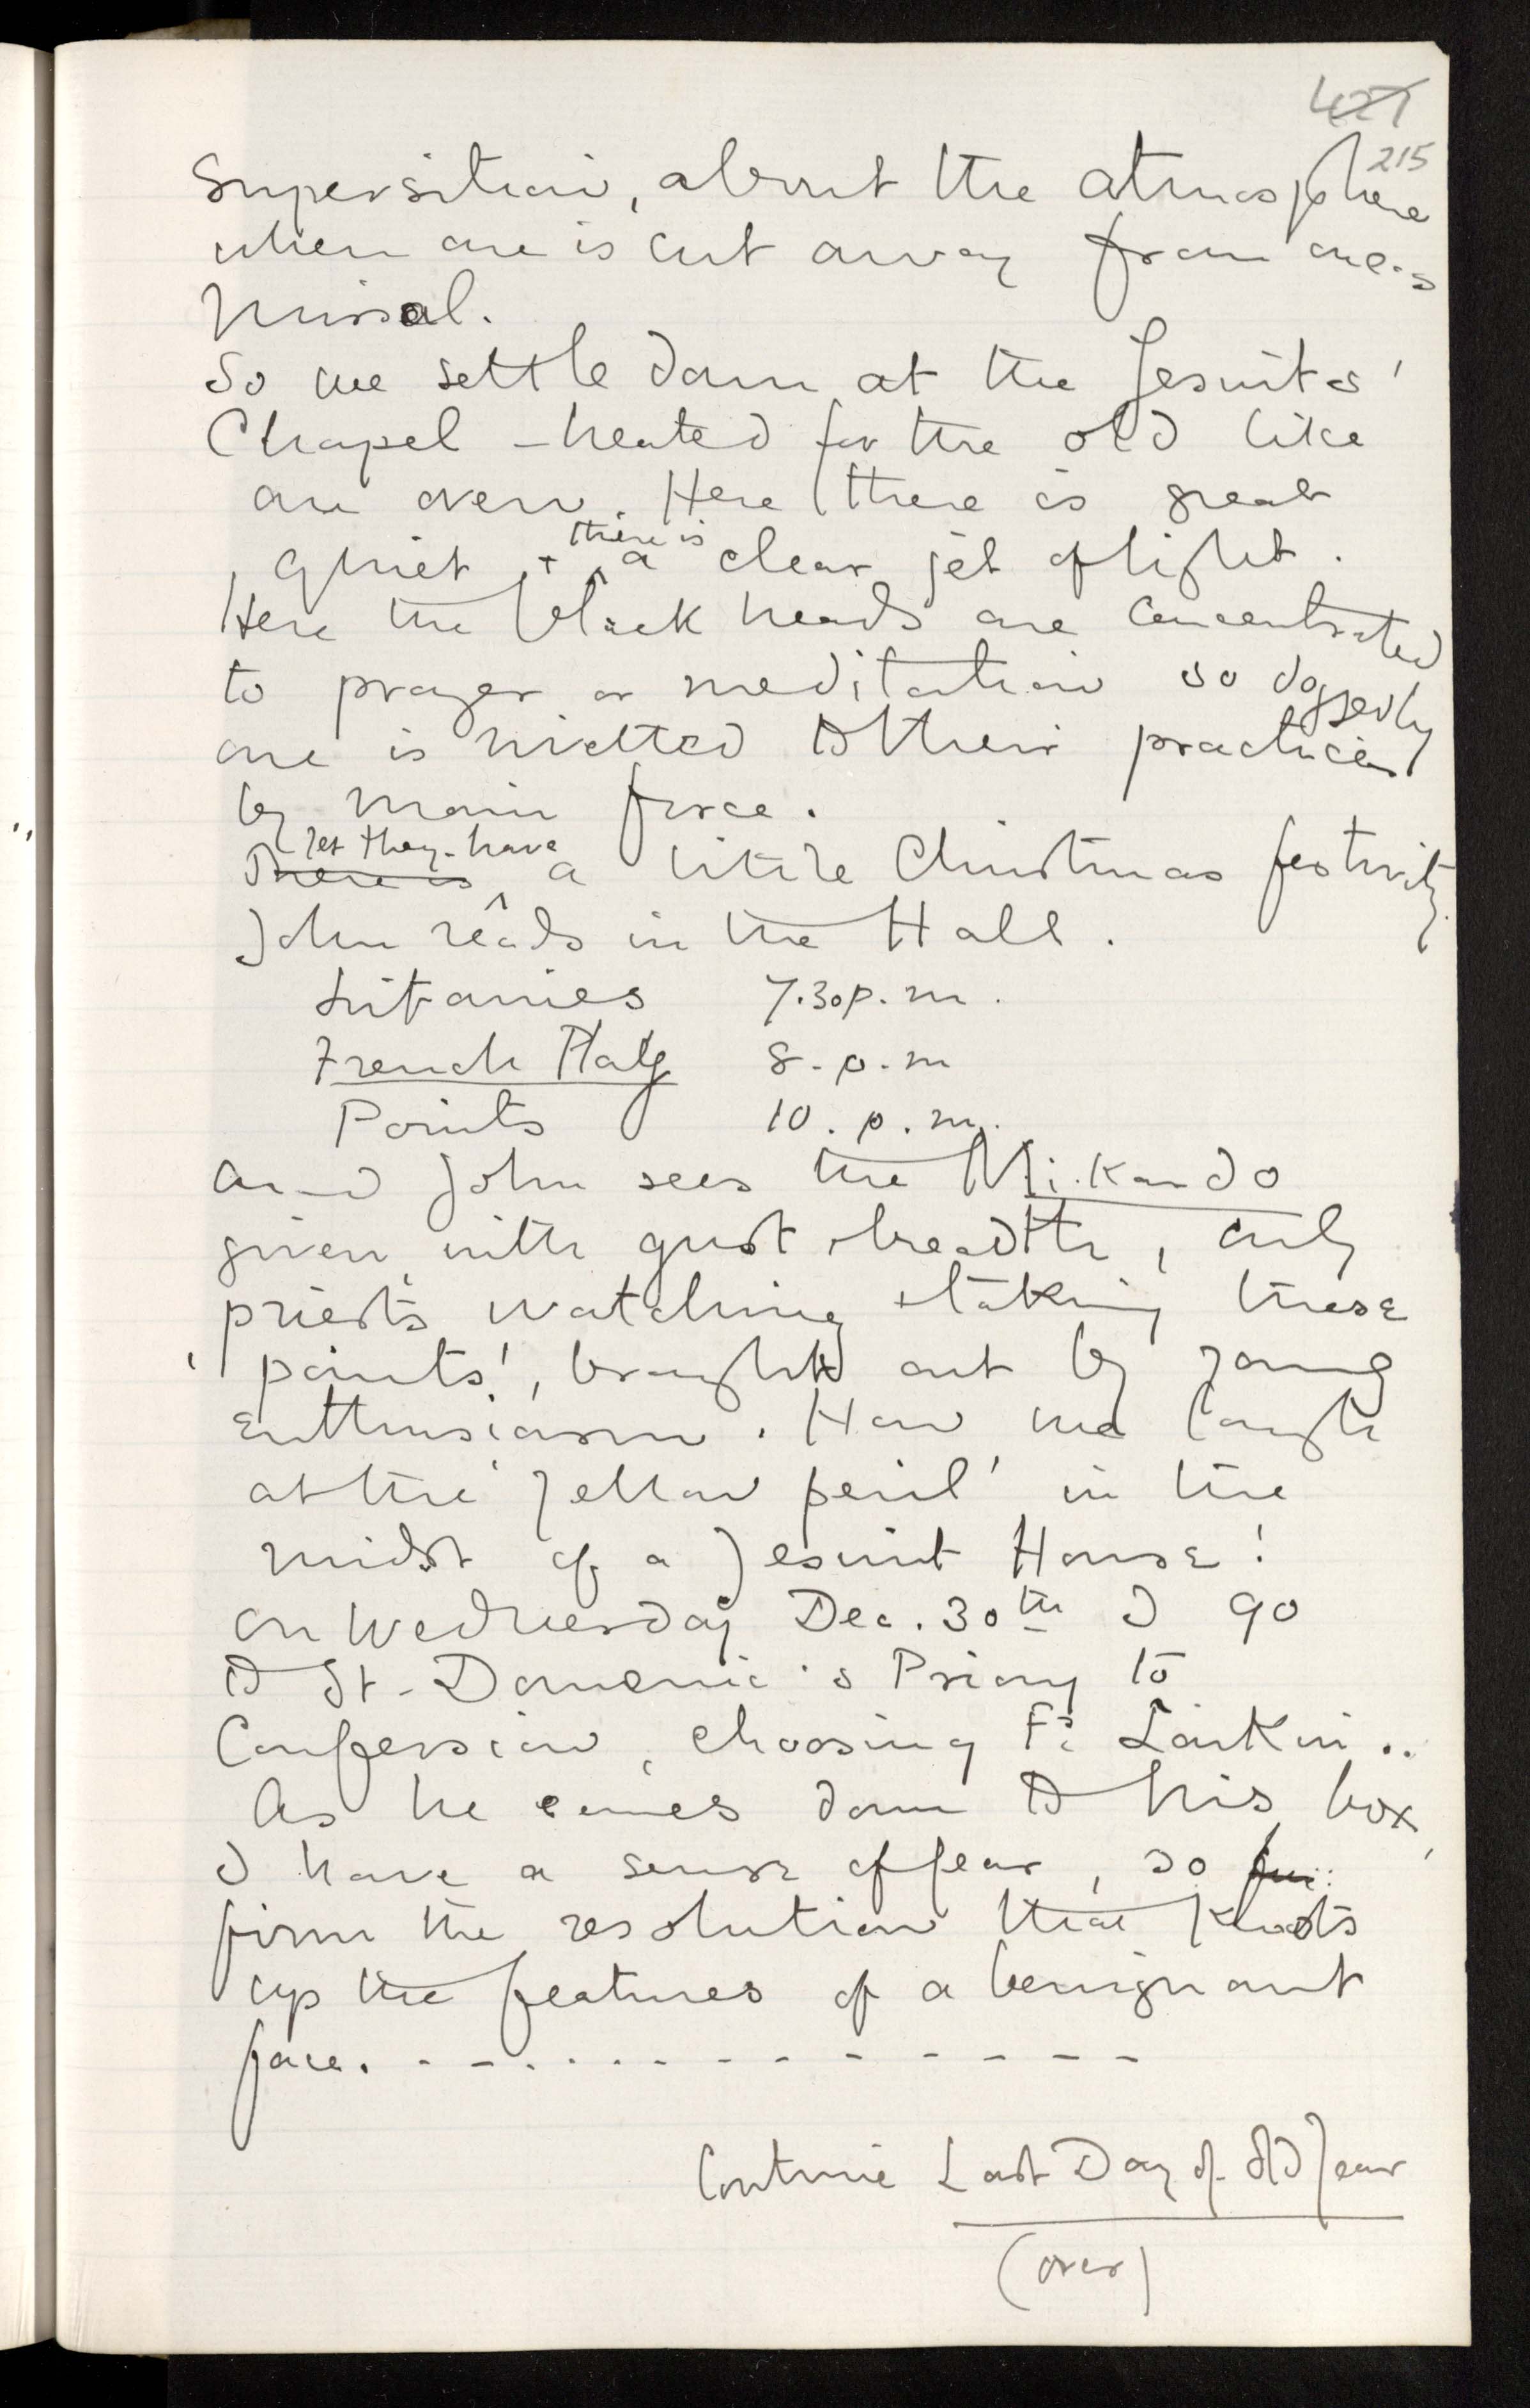 427
215
Supersition, about the atmosphere
when one is cut away from one's
Missal.
So we settle down at the Jesuits'
Chapel – heated for the old like
an oven. Here there is great
quiet + there is a clear jet of light.
Here the black heads are concentrated
to prayer or meditation so doggedly
one is rivetted to their practices
by main force.
There is yet they have a little Christmas festivity.
John reads in the Hall.
Litanies 7.30 p.m.
French Play 8. p.m
Points 10. p.m.
And John sees the Mikando
given with gust + breadth, only
priests watching + taking these
'points', brought out by young
enthusiasm. How we laugh
at the 'Yellow peril' in the
midst of a Jesuit House!
On Wednesday Dec. 30th I go
to St. Domenic's Priory to
Confession, choosing Fr Larkin..
As he comes down to his box,
I have a sense of fear, so
firm the resolution that knots
up the features of a benignant
face. - - - - - - - - - - - -
Continue Last Day of Old Year
(over)